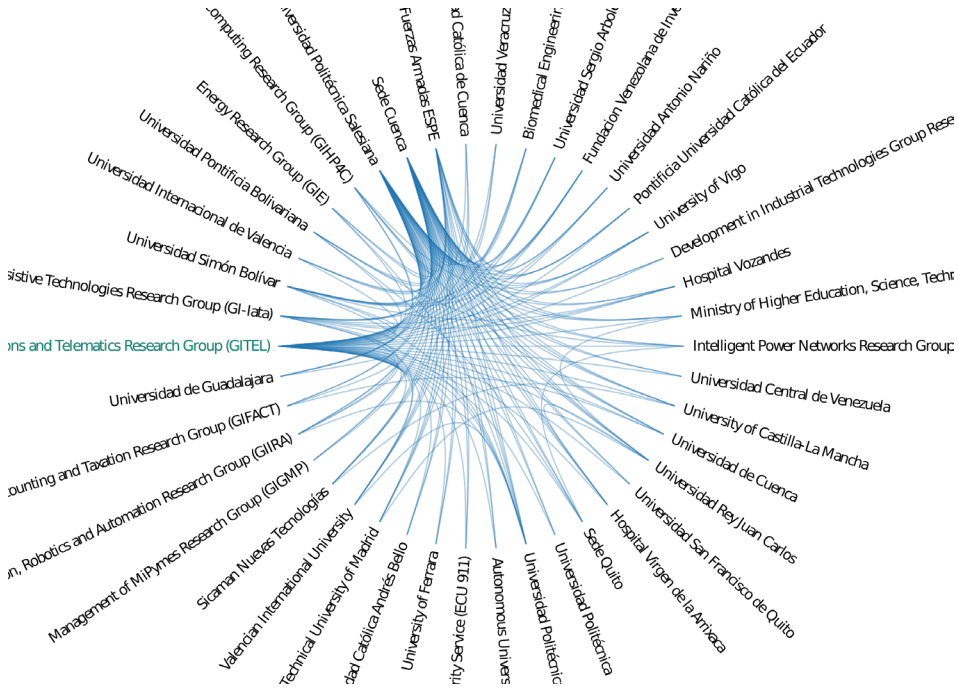 Computing Research Group (GIHP4C)
Universidad Politécnica Salesiana
Sede Cuenca
Fuerzas Armadas ESPE
Católica de Cuenca
Universidad Veracruz
Biomedical Engineerin
Universidad Sergio Arbol
Fundacion Venezolana de Inve
Universidad Antonio Nariño
Pontificia Universidad Católica del Ecuador
University of Vigo
Development in Industrial Technologies Group Rese
Hospital Vozandes
Ministry of Higher Education, Science, Techn
Intelligent Power Networks Research Group
Universidad Central de Venezuela
University of Castilla-La Mancha
Universidad de Cuenca
Universidad Rey Juan Carlos
Universidad San Francisco de Quito
Hospital Virgen de la Arrixaca
Sede Quito
Universidad Politécnica
Universidad Politécnica
Autonomous Univers
rity Service (ECU 911)
University of Ferrara
dad Católica Andrés Bello
Technical University of Madrid
Valencian International University
Sicaman Nuevas Tecnologías
Management of MiPymes Research Group (GIGMP)
on, Robotics and Automation Research Group (GIIRA)
counting and Taxation Research Group (GIFACT)
Universidad de Guadalajara
ons and Telematics Research Group (GITEL)
sistive Technologies Research Group (GI-Iata)
Universidad Simón Bolívar
Universidad Internacional de Valencia
Universidad Pontificia Bolivariana
Energy Research Group (GIE)